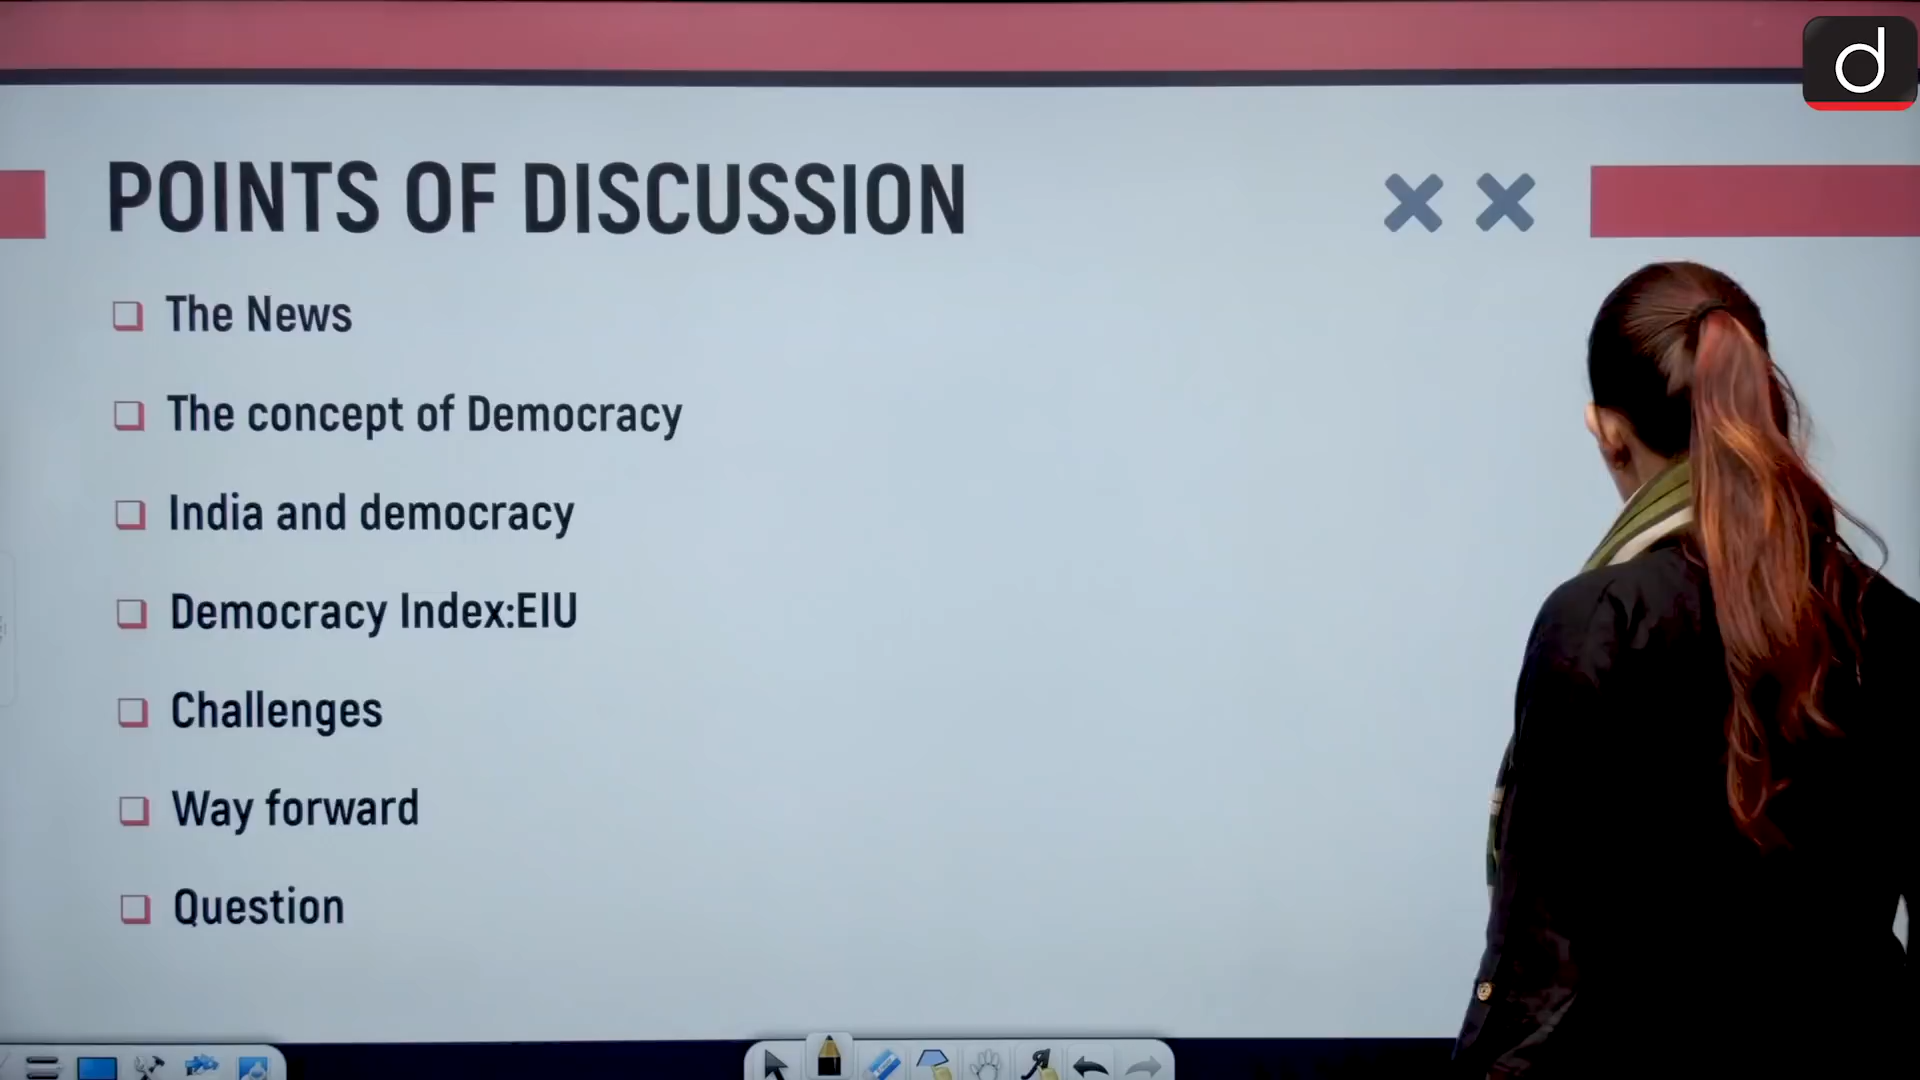 d
POINTS OF DISCUSSION
The News
The concept of Democracy
India and democracy
Democracy Index:EIU
Challenges
Way forward
Question